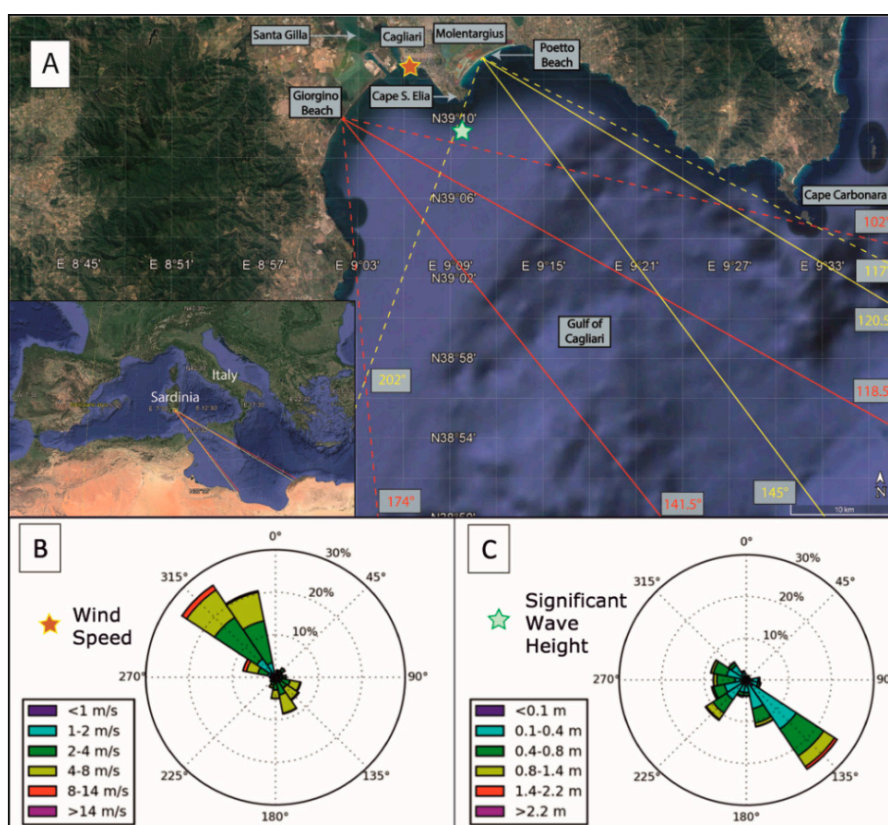 A
Santa Gilla
Cagliari
Molentargius
Poetto
Beach
Giorgino
Beach
Cape S. Elia
N39°10'
N39°06'
Cape Carbonara
102°
E 8°45'
E 8°51'
E 8°57'
E 9°03'
E 9°09'
E 9°15'
E 9°21'
E 9°27'
E 9°33'
N39°02'
117°
120.5°
Gulf of
Cagliari
N38°58'
202°
118.5°
Italy
Sardinia
N38°54'
N
174°
N38°50'
141.5°
145°
10 km
B
0°
30%
45°
20%
10%
315°
Wind
Speed
270°
90°
<1 m/s
1-2 m/s
2-4 m/s
4-8 m/s
8-14 m/s
>14 m/s
225°
135°
180°
C
0°
30%
45°
20%
10%
315°
Significant
Wave
Height
270°
90°
<0.1 m
0.1-0.4 m
0.4-0.8 m
0.8-1.4 m
1.4-2.2 m
>2.2 m
225°
135°
180°